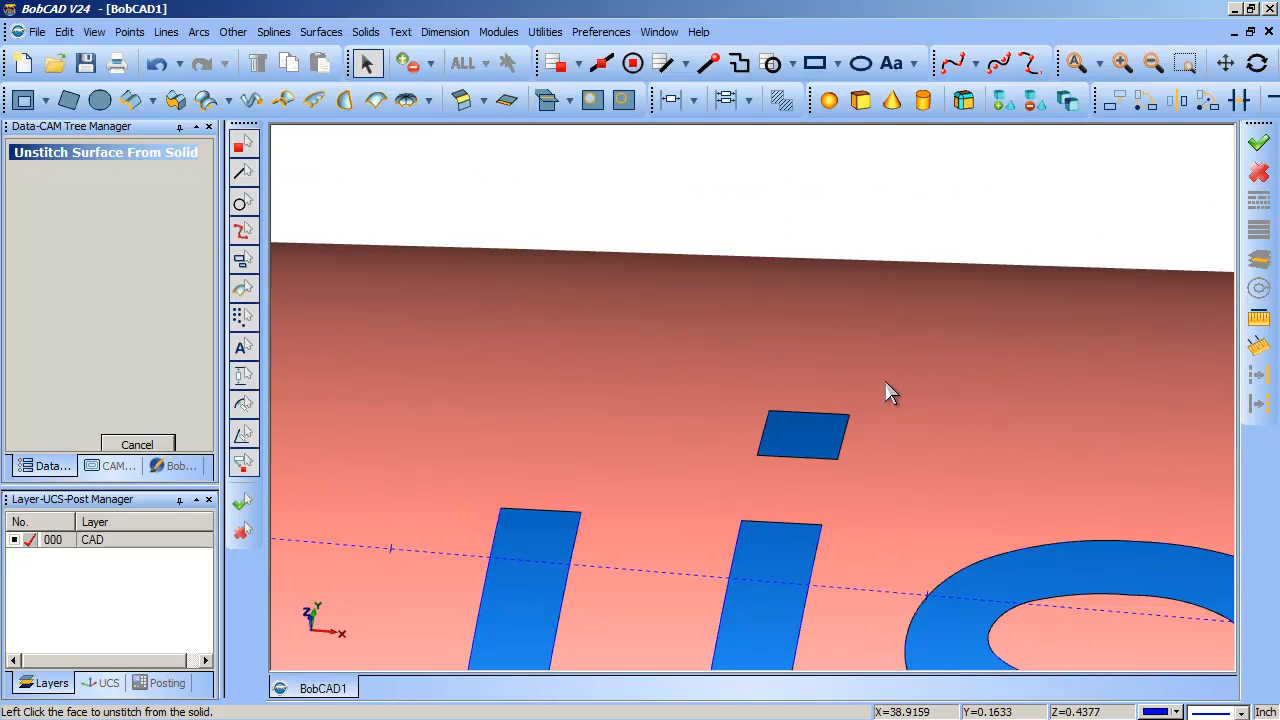 BobCAD V24 - [BobCAD1]
File Edit View Points Lines Arcs Other Splines Surfaces Solids Text Dimension Modules Utilities Preferences Window Help
ALL
Aa
Data-CAM Tree Manager
Unstitch Surface From Solid
Cancel
Data... CAM... Bob...
Layer-UCS-Post Manager
No. Layer
000 CAD
Layers UCS Posting
Z Y X
BobCAD1
Left Click the face to unstitch from the solid.
X=38.9159 Y=0.1633 Z=0.4377 Inch